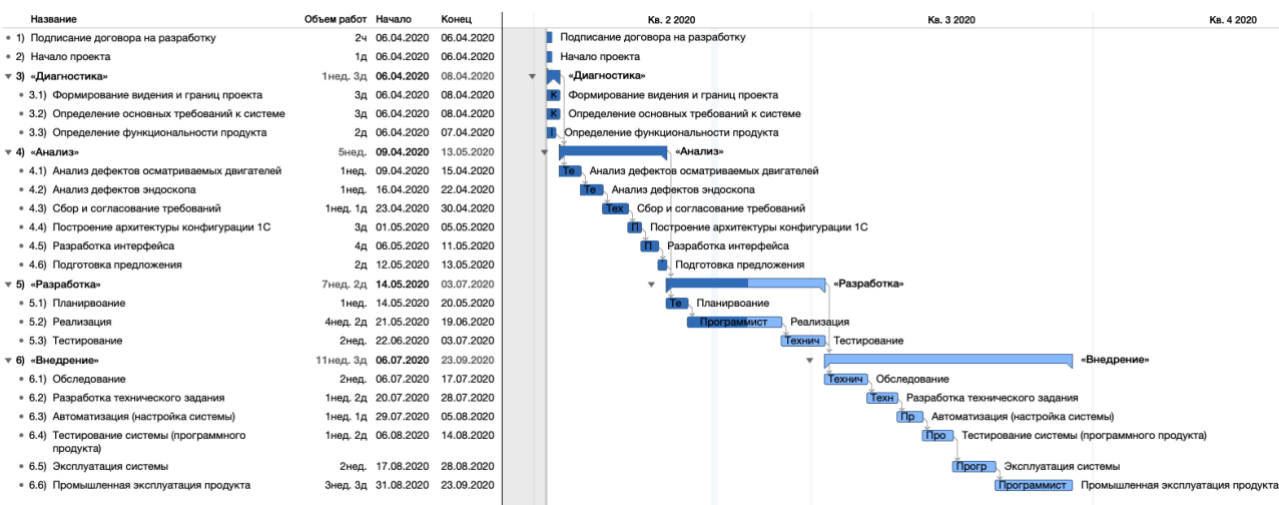 Название Объем работ Начало Конец Кв. 2 2020 Кв. 3 2020 Кв. 4 2020
1) Подписание договора на разработку 2ч 06.04.2020 06.04.2020 Подписание договора на разработку
2) Начало проекта 1д 06.04.2020 06.04.2020 Начало проекта
3) «Диагностика» 1нед. 3д 06.04.2020 08.04.2020 «Диагностика»
3.1) Формирование видения и границ проекта 3д 06.04.2020 08.04.2020 К Формирование видения и границ проекта
3.2) Определение основных требований к системе 3д 06.04.2020 08.04.2020 К Определение основных требований к системе
3.3) Определение функциональности продукта 2д 06.04.2020 07.04.2020 Определение функциональности продукта
4) «Анализ» 5нед. 09.04.2020 13.05.2020 «Анализ»
4.1) Анализ дефектов осматриваемых двигателей 1нед. 09.04.2020 15.04.2020 Те Анализ дефектов осматриваемых двигателей
4.2) Анализ дефектов эндоскопа 1нед. 16.04.2020 22.04.2020 Те Анализ дефектов эндоскопа
4.3) Сбор и согласование требований 1нед. 1д 23.04.2020 30.04.2020 Тех Сбор и согласование требований
4.4) Построение архитектуры конфигурации 1С 3д 01.05.2020 05.05.2020 П Построение архитектуры конфигурации 1С
4.5) Разработка интерфейса 4д 06.05.2020 11.05.2020 П Разработка интерфейса
4.6) Подготовка предложения 2д 12.05.2020 13.05.2020 Подготовка предложения
5) «Разработка» 7нед. 2д 14.05.2020 03.07.2020 «Разработка»
5.1) Планирвоание 1нед. 14.05.2020 20.05.2020 Те Планирвоание
5.2) Реализация 4нед. 2д 21.05.2020 19.06.2020 Программист Реализация
5.3) Тестирование 2нед. 22.06.2020 03.07.2020 Технич Тестирование
6) «Внедрение» 11нед. 3д 06.07.2020 23.09.2020 «Внедрение»
6.1) Обследование 2нед. 06.07.2020 17.07.2020 Технич Обследование
6.2) Разработка технического задания 1нед. 2д 20.07.2020 28.07.2020 Техн Разработка технического задания
6.3) Автоматизация (настройка системы) 1нед. 1д 29.07.2020 05.08.2020 Пр Автоматизация (настройка системы)
6.4) Тестирование системы (программного 1нед. 2д 06.08.2020 14.08.2020 Про Тестирование системы (программного продукта)
продукта)
6.5) Эксплуатация системы 2нед. 17.08.2020 28.08.2020 Прогр Эксплуатация системы
6.6) Промышленная эксплуатация продукта 3нед. 3д 31.08.2020 23.09.2020 Программист Промышленная эксплуатация продукта